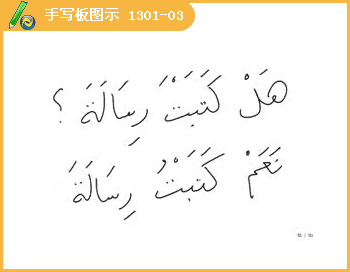 手写板图示 1301-03
هَلْ كَتَبْتَ رِسَالَةً ؟
نَعَمْ كَتَبْتُ رِسَالَةً